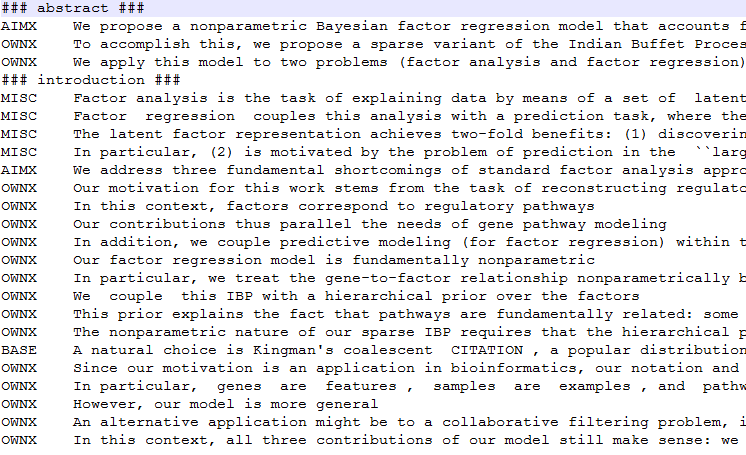 ### abstract ###
AIMX We propose a nonparametric Bayesian factor regression model that accounts f
OWNX To accomplish this, we propose a sparse variant of the Indian Buffet Proces
OWNX We apply this model to two problems (factor analysis and factor regression)
### introduction ###
MISC Factor analysis is the task of explaining data by means of a set of latent
MISC Factor regression couples this analysis with a prediction task, where the
MISC The latent factor representation achieves two-fold benefits: (1) discoverin
MISC In particular, (2) is motivated by the problem of prediction in the ``larg
AIMX We address three fundamental shortcomings of standard factor analysis appro
OWNX Our motivation for this work stems from the task of reconstructing regulato
OWNX In this context, factors correspond to regulatory pathways
OWNX Our contributions thus parallel the needs of gene pathway modeling
OWNX In addition, we couple predictive modeling (for factor regression) within t
OWNX Our factor regression model is fundamentally nonparametric
OWNX In particular, we treat the gene-to-factor relationship nonparametrically b
OWNX We couple this IBP with a hierarchical prior over the factors
OWNX This prior explains the fact that pathways are fundamentally related: some
OWNX The nonparametric nature of our sparse IBP requires that the hierarchical p
BASE A natural choice is Kingman's coalescent CITATION , a popular distribution
OWNX Since our motivation is an application in bioinformatics, our notation and
OWNX In particular, genes are features , samples are examples , and pathw
OWNX However, our model is more general
OWNX An alternative application might be to a collaborative filtering problem, i
OWNX In this context, all three contributions of our model still make sense: we